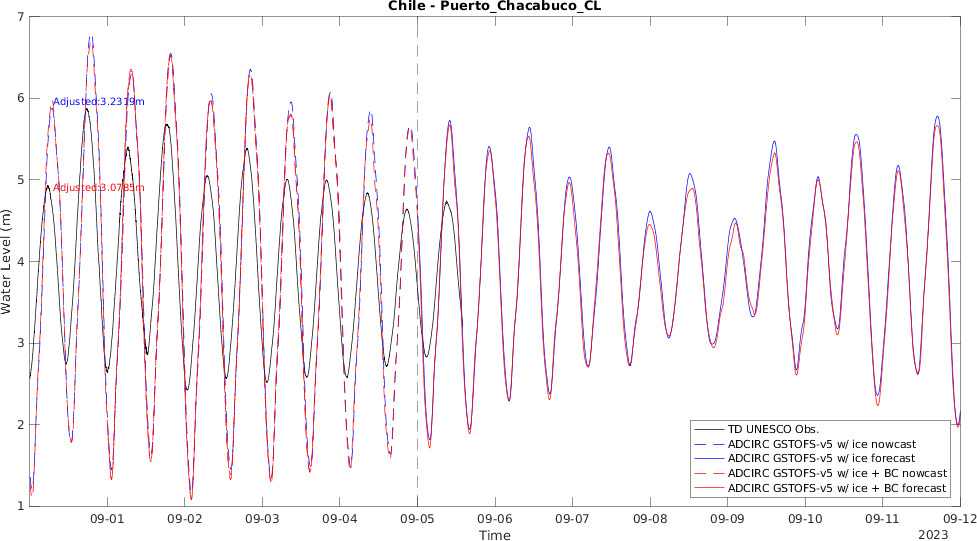 Chile - Puerto_Chacabuco_CL
7
6
5
4
3
2
1
Water Level (m)
Adjusted:3.2319m
Adjusted:3.0785m
TD UNESCO Obs.
ADCIRC GSTOFS-v5 w/ ice nowcast
ADCIRC GSTOFS-v5 w/ ice forecast
ADCIRC GSTOFS-v5 w/ ice + BC nowcast
ADCIRC GSTOFS-v5 w/ ice + BC forecast
09-01 09-02 09-03 09-04 09-05 09-06 09-07 09-08 09-09 09-10 09-11 09-12
Time
2023